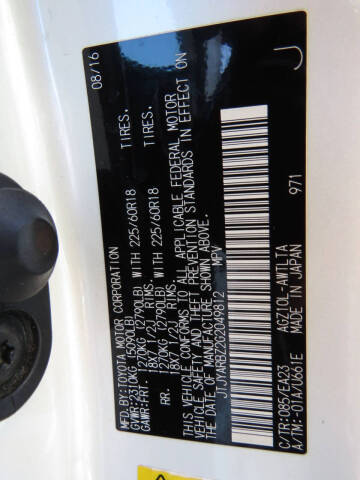 MFD.BY:TOYOTA MOTOR CORPORATION 08/16
GVWR:2310KG (5090LB)
GAWR:FRT. 1270KG (2790LB) WITH 225/60R18 TIRES.
18X7 1/2J RIMS.
RR. 1270KG (2790LB) WITH 225/60R18 TIRES.
18X7 1/2J RIMS.
THIS VEHICLE CONFORMS TO ALL APPLICABLE FEDERAL MOTOR
VEHICLE SAFETY AND THEFT PREVENTION STANDARDS IN EFFECT
ON THE DATE OF MANUFACTURE SHOWN ABOVE.
JTJYARBZ2G2049812 MPV
C/TR:085/EA23 AGZ10L-AWTLTA J
A/TM:-01A/U661E MADE IN JAPAN 971